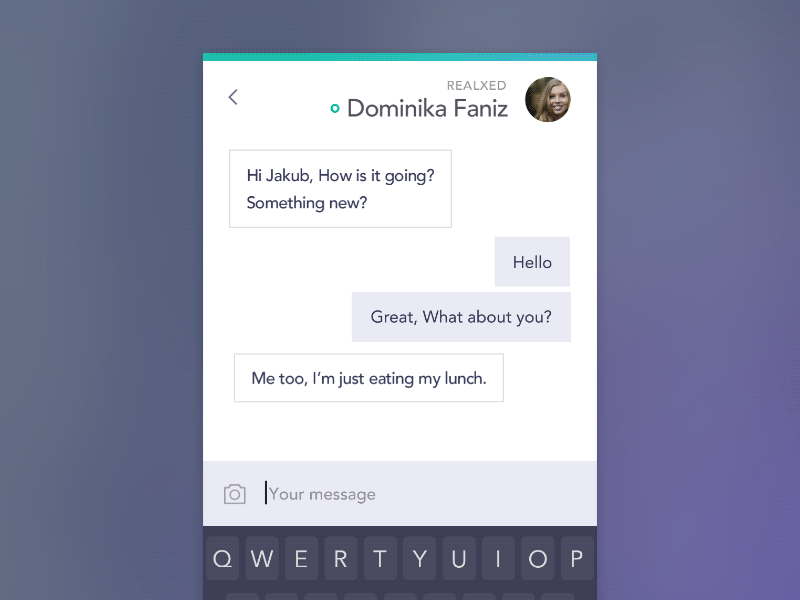 REALXED
Dominika Faniz
Hi Jakub, How is it going?
Something new?
Hello
Great, What about you?
Me too, I’m just eating my lunch.
Your message
Q W E R T Y U I O P